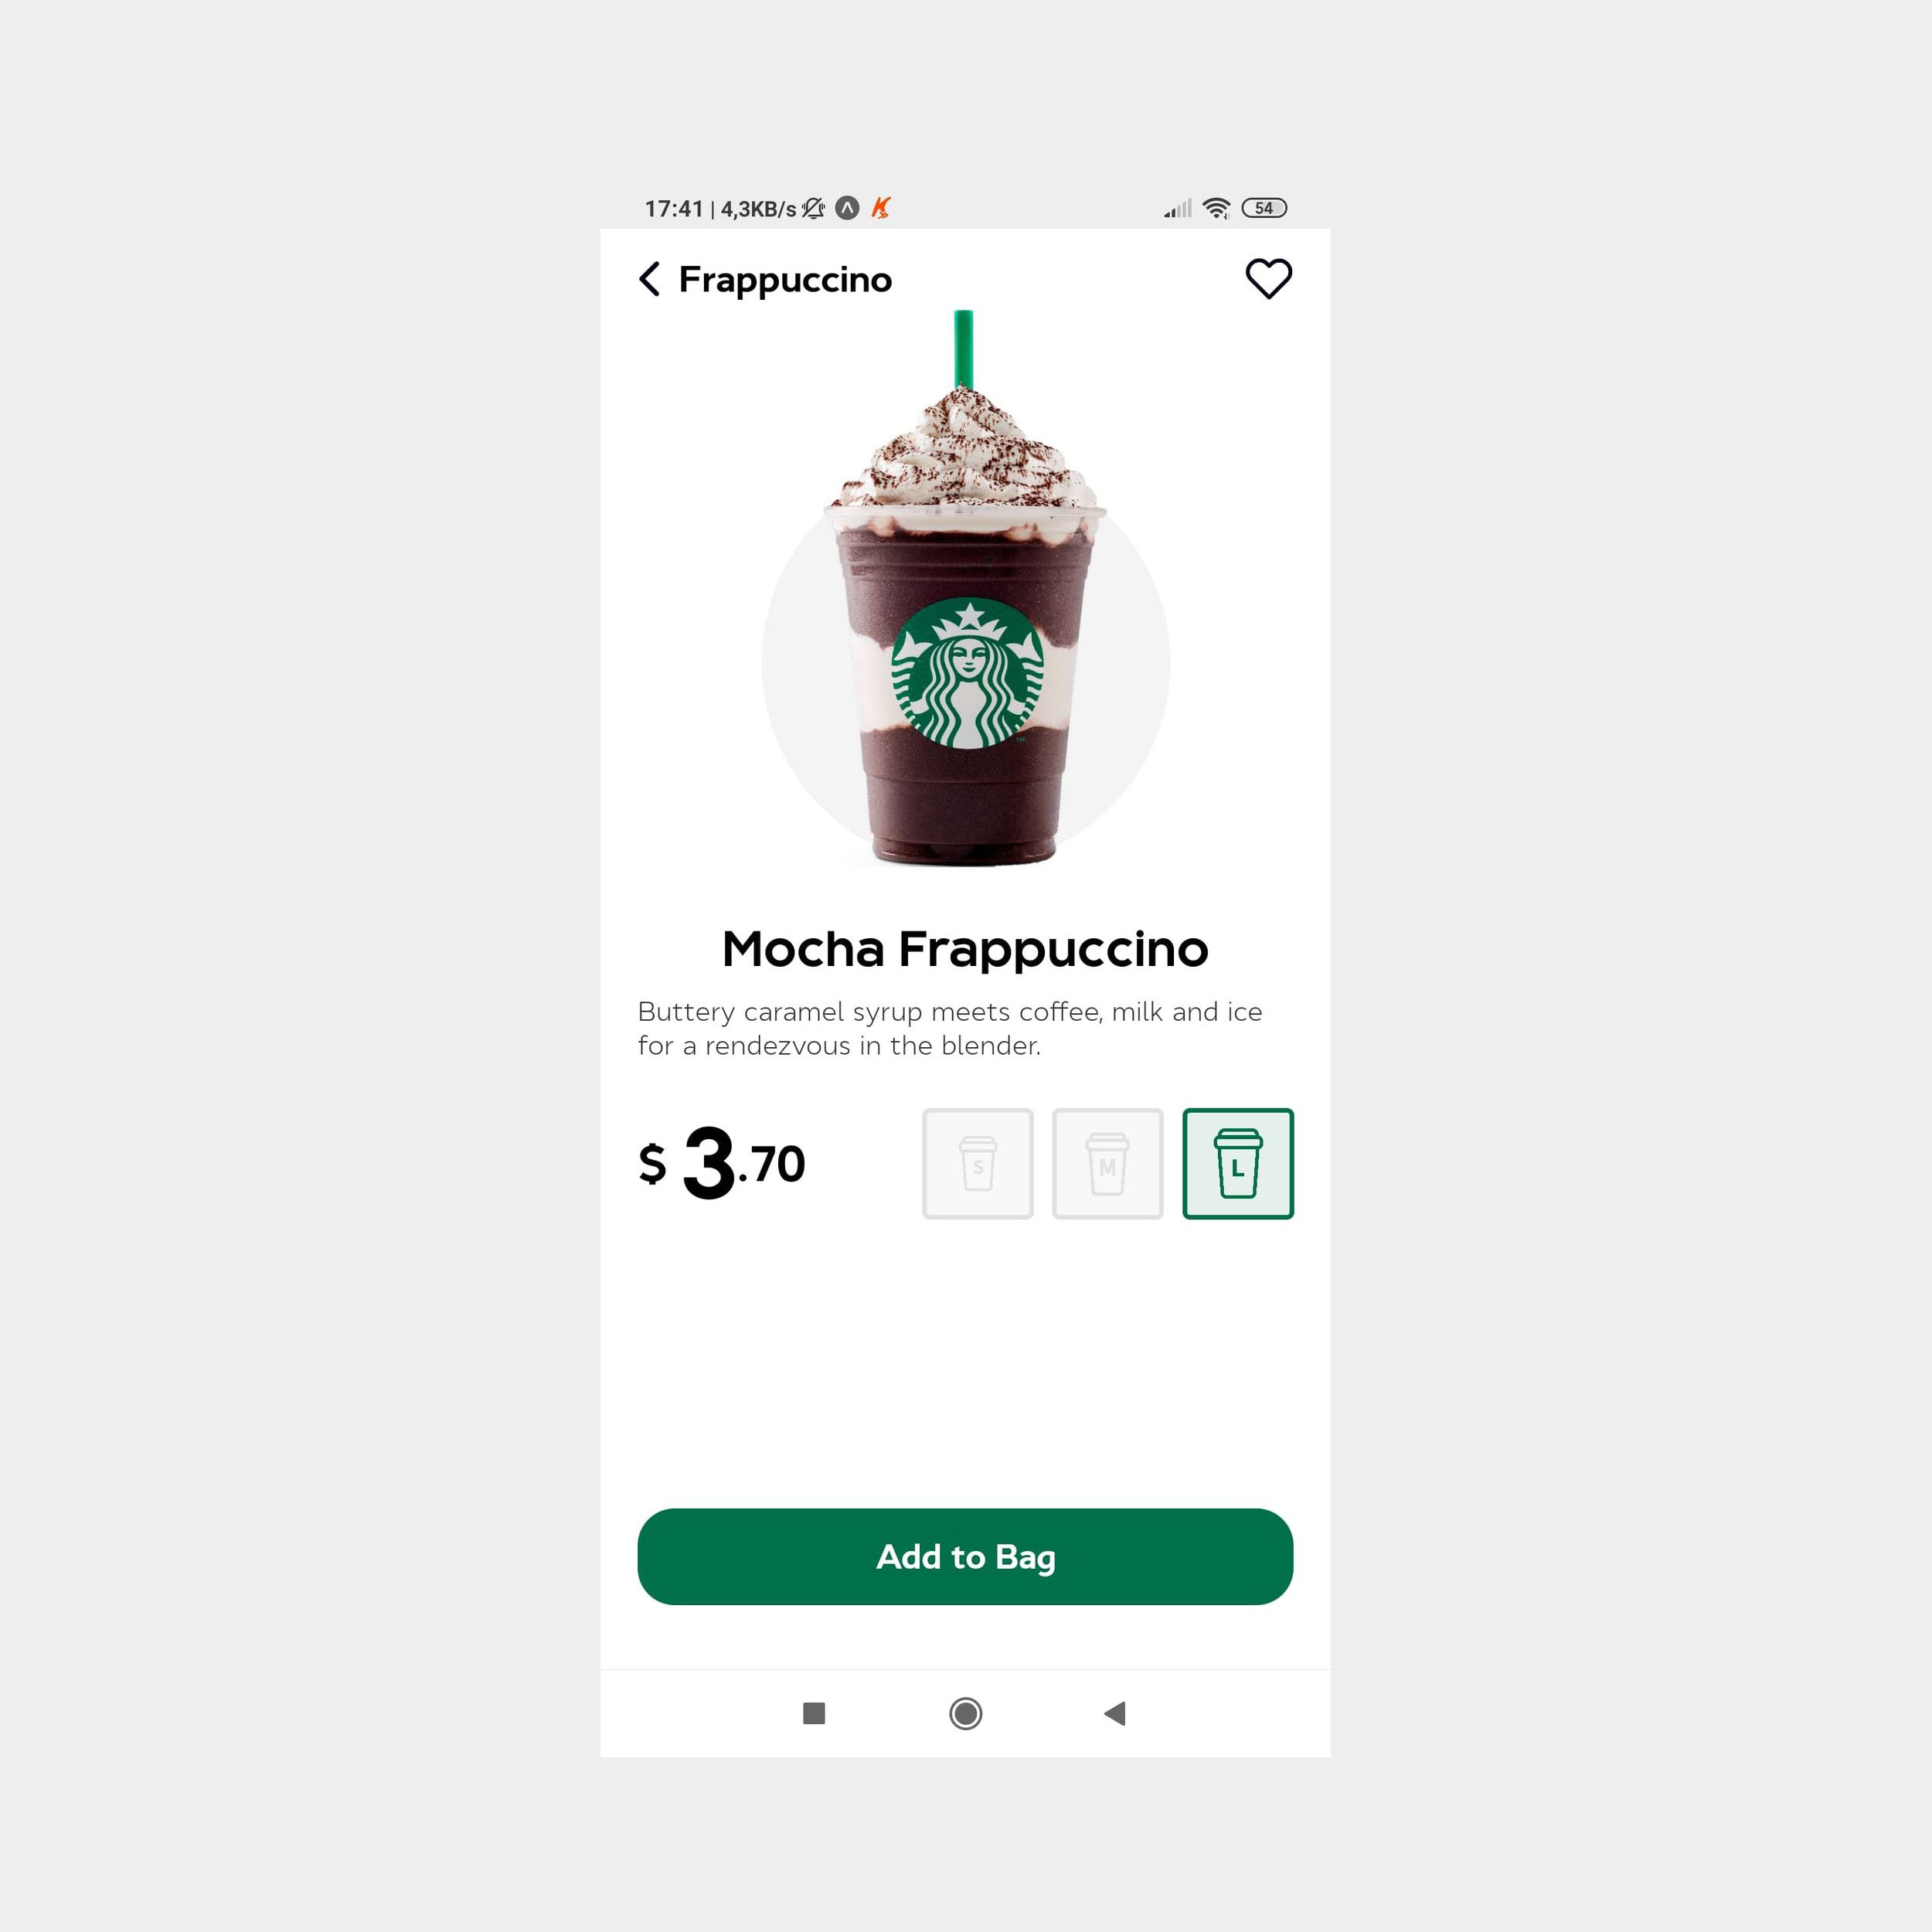 17:41 | 4,3KB/s 54
Frappuccino
TM
Mocha Frappuccino
Buttery caramel syrup meets coffee, milk and ice
for a rendezvous in the blender.
$ 3.70 S M L
Add to Bag